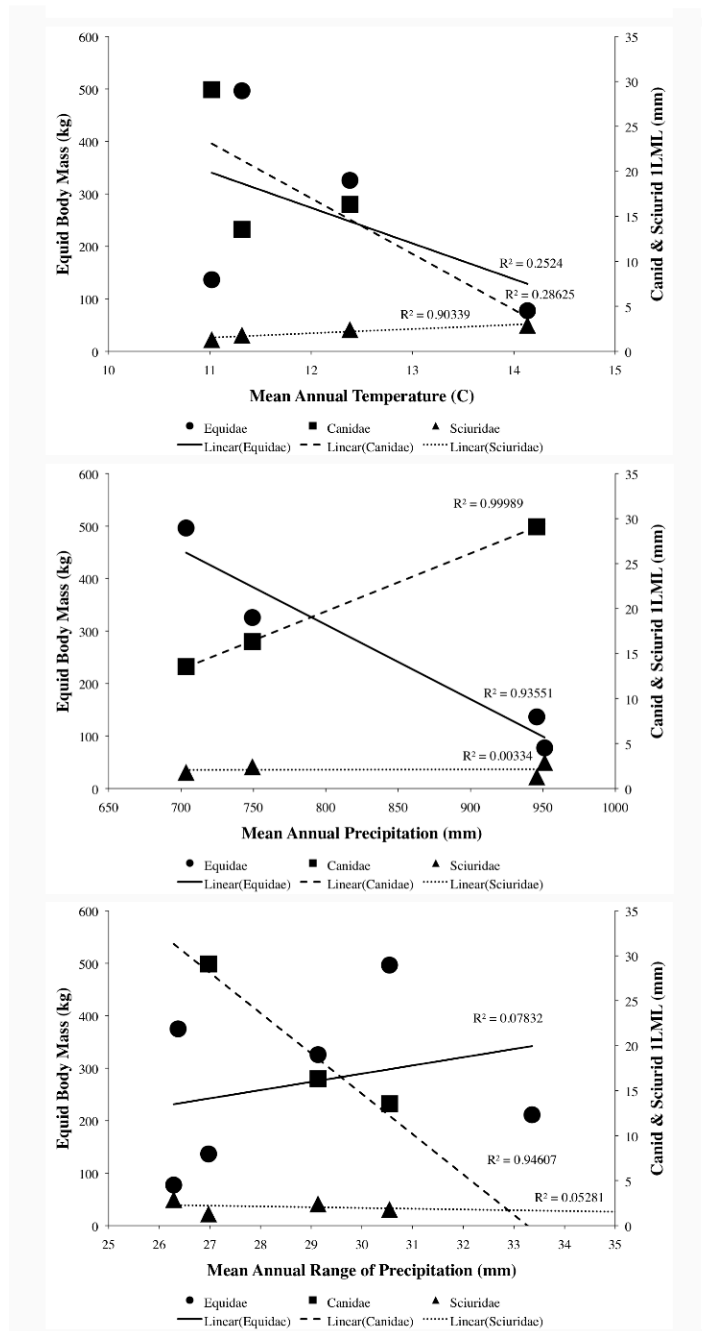 600
500
400
300
200
100
0
35
30
25
20
15
10
5
0
Equid Body Mass (kg)
Canid & Sciurid 1LML (mm)
R² = 0.2524
R² = 0.28625
R² = 0.90339
10 11 12 13 14 15
Mean Annual Temperature (C)
Equidae Canidae Sciuridae
Linear(Equidae) Linear(Canidae) Linear(Sciuridae)
600
500
400
300
200
100
0
35
30
25
20
15
10
5
0
Equid Body Mass (kg)
Canid & Sciurid 1LML (mm)
R² = 0.99989
R² = 0.93551
R² = 0.00334
650 700 750 800 850 900 950 1000
Mean Annual Precipitation (mm)
Equidae Canidae Sciuridae
Linear(Equidae) Linear(Canidae) Linear(Sciuridae)
600
500
400
300
200
100
0
35
30
25
20
15
10
5
0
Equid Body Mass (kg)
Canid & Sciurid 1LML (mm)
R² = 0.07832
R² = 0.94607
R² = 0.05281
25 26 27 28 29 30 31 32 33 34 35
Mean Annual Range of Precipitation (mm)
Equidae Canidae Sciuridae
Linear(Equidae) Linear(Canidae) Linear(Sciuridae)